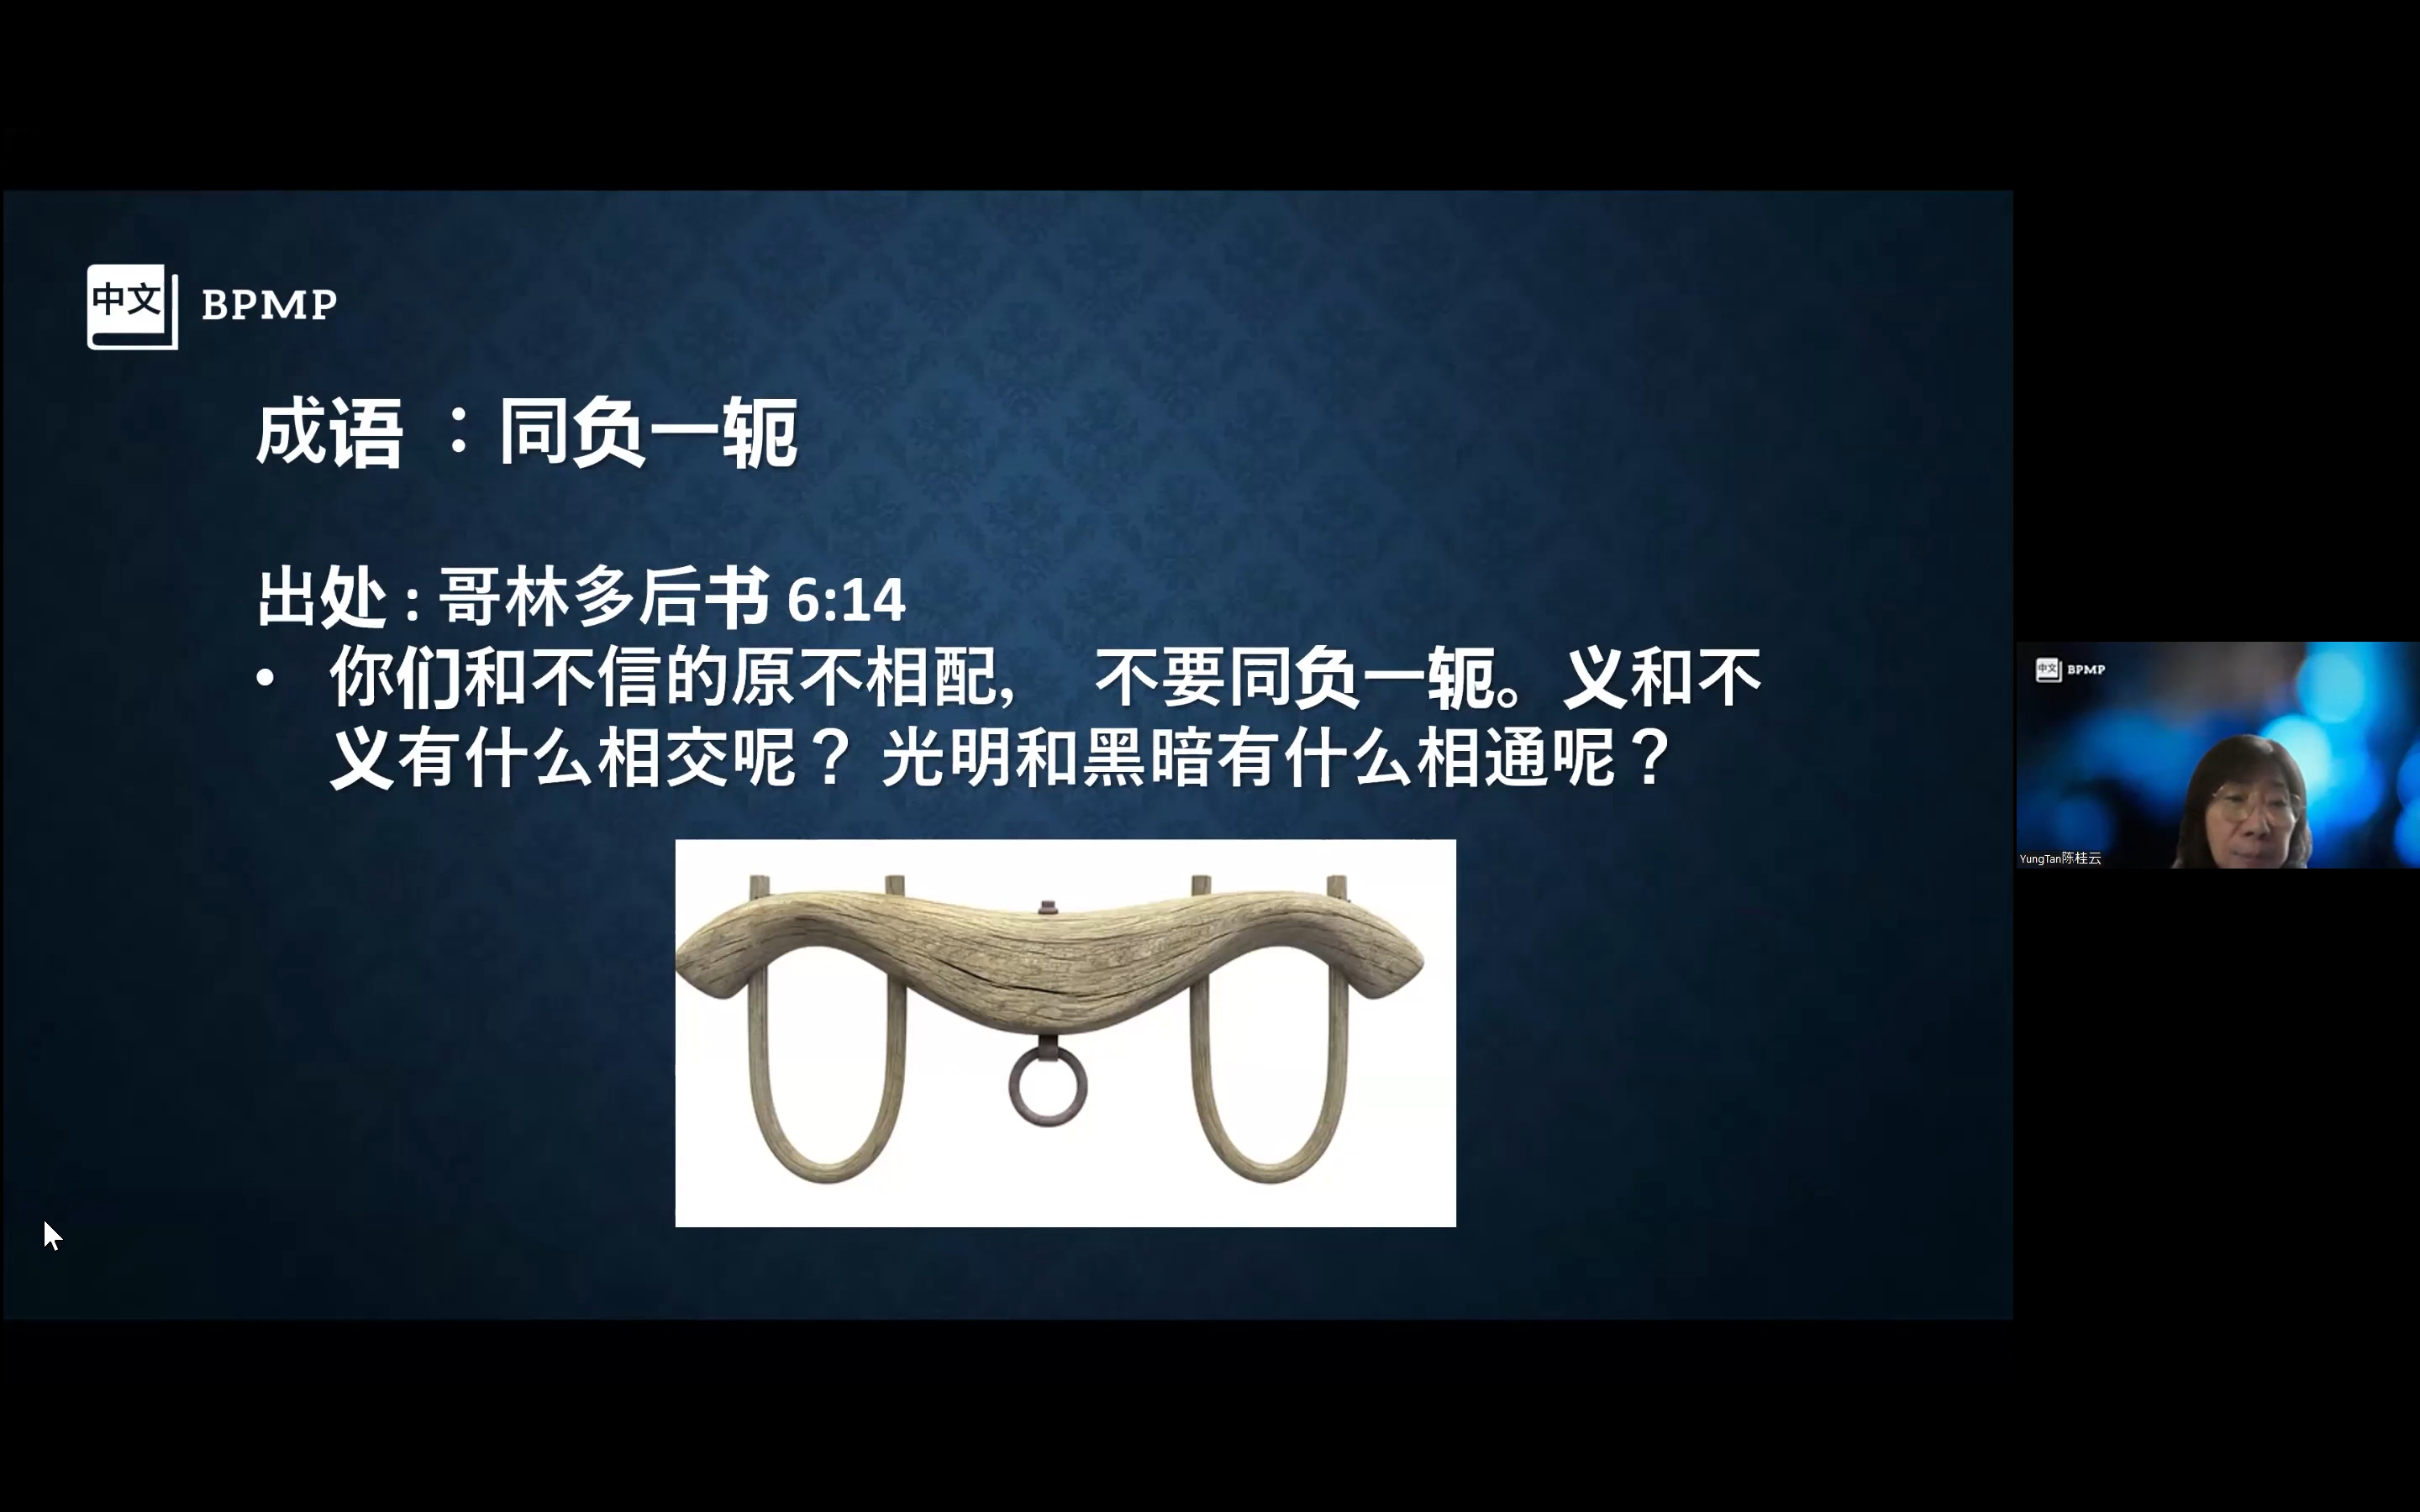 中文 BPMP
成语 ：同负一轭
出处 : 哥林多后书 6:14
• 你们和不信的原不相配, 不要同负一轭。义和不
义有什么相交呢？ 光明和黑暗有什么相通呢？
中文 BPMP
YungTan陈桂云